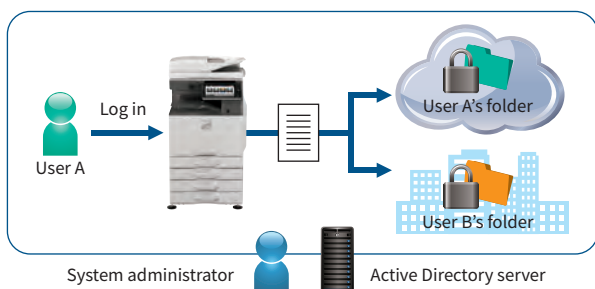 Log in
User A
User A's folder
User B's folder
System administrator
Active Directory server